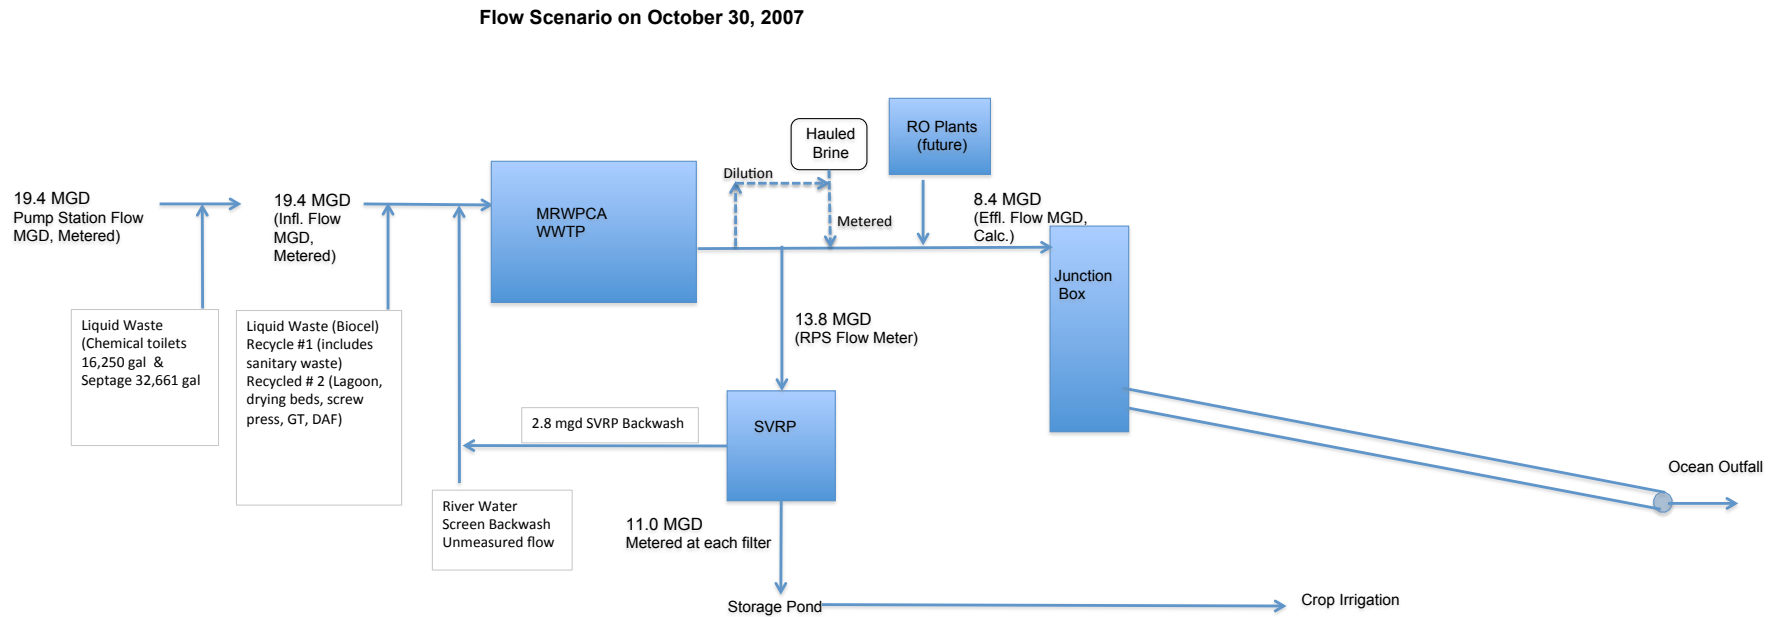 Flow Scenario on October 30, 2007
19.4 MGD
Pump Station Flow
MGD, Metered)
19.4 MGD
(Infl. Flow
MGD,
Metered)
MRWPCA
WWTP
Dilution
Hauled
Brine
Metered
RO Plants
(future)
8.4 MGD
(Effl. Flow MGD,
Calc.)
Junction
Box
Liquid Waste
(Chemical toilets
16,250 gal &
Septage 32,661 gal
Liquid Waste (Biocel)
Recycle #1 (includes
sanitary waste)
Recycled # 2 (Lagoon,
drying beds, screw
press, GT, DAF)
13.8 MGD
(RPS Flow Meter)
2.8 mgd SVRP Backwash
SVRP
River Water
Screen Backwash
Unmeasured flow
11.0 MGD
Metered at each filter
Ocean Outfall
Storage Pond
Crop Irrigation